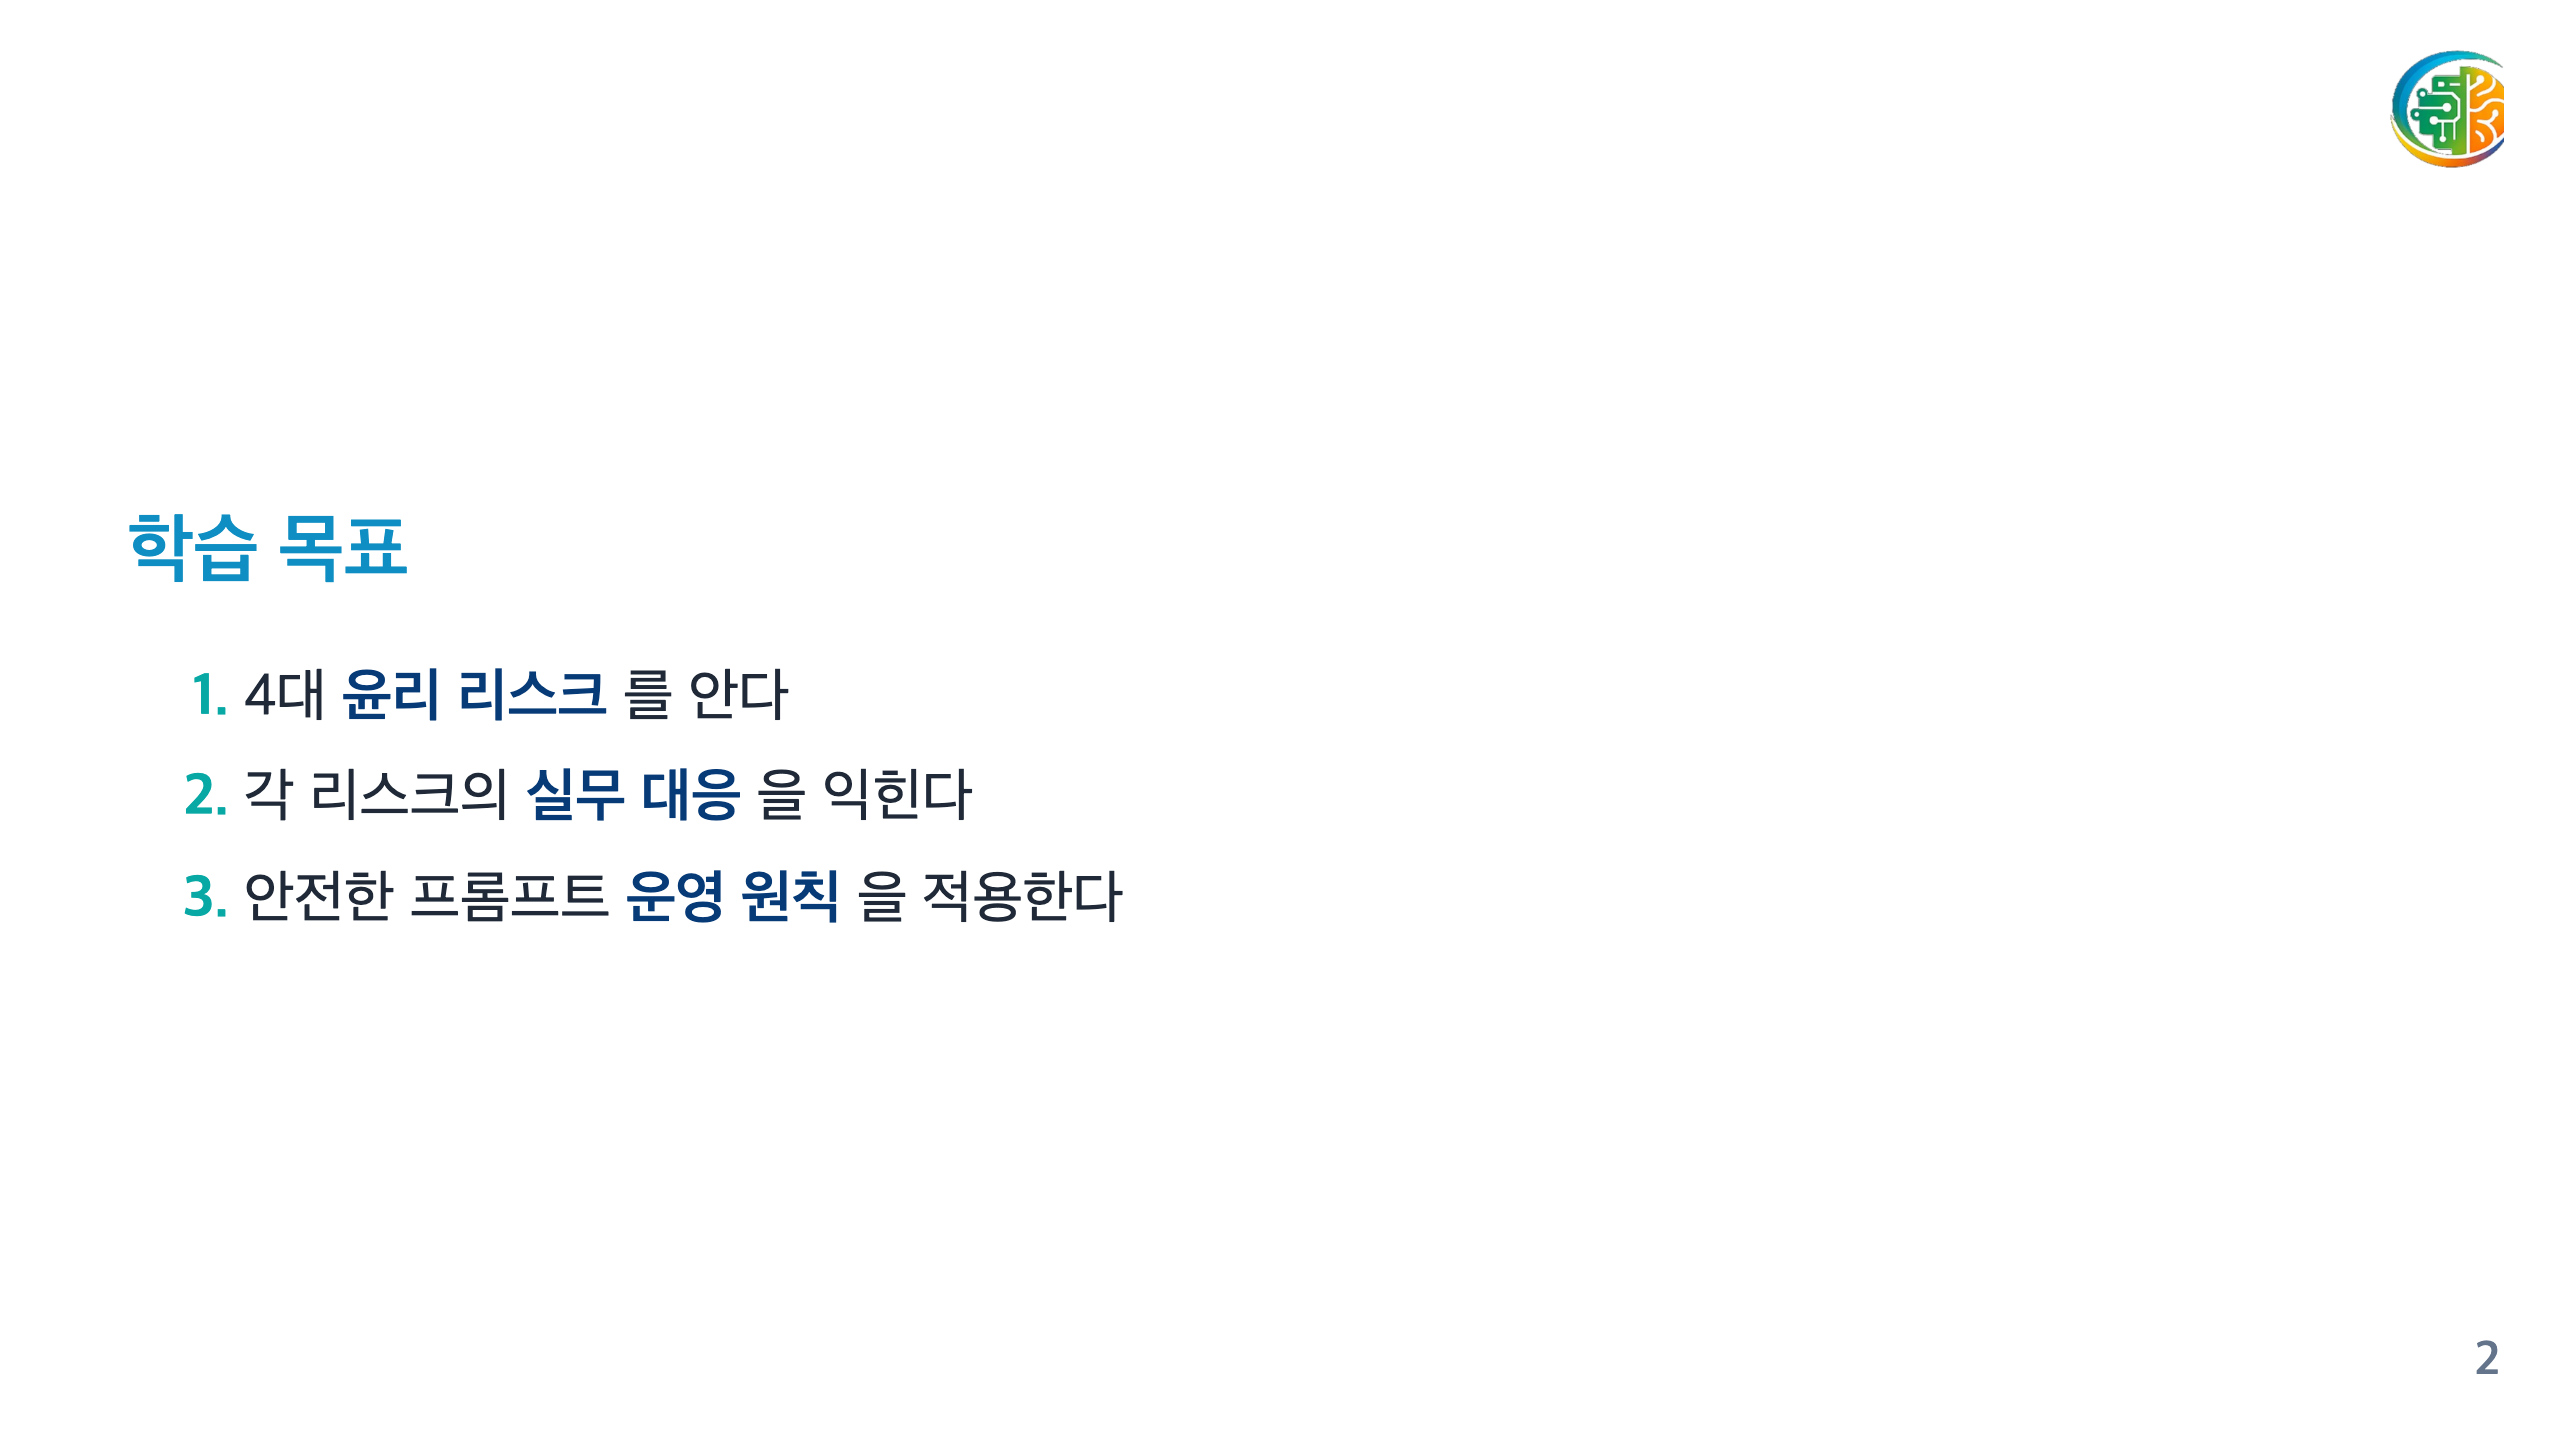 학습 목표
1. 4대 윤리 리스크 를 안다
2. 각 리스크의 실무 대응 을 익힌다
3. 안전한 프롬프트 운영 원칙 을 적용한다
2